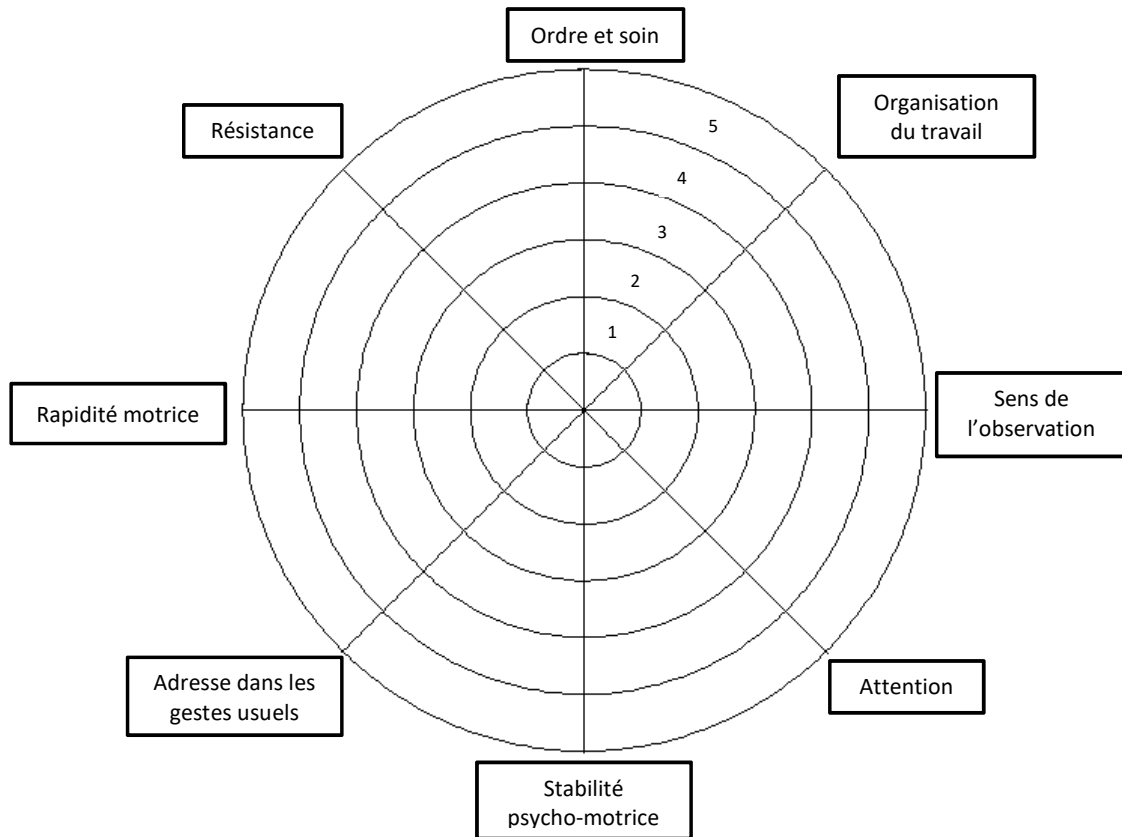 Ordre et soin
Organisation
du travail
Résistance
5
4
3
2
1
Rapidité motrice
Sens de
l’observation
Adresse dans les
gestes usuels
Attention
Stabilité
psycho-motrice